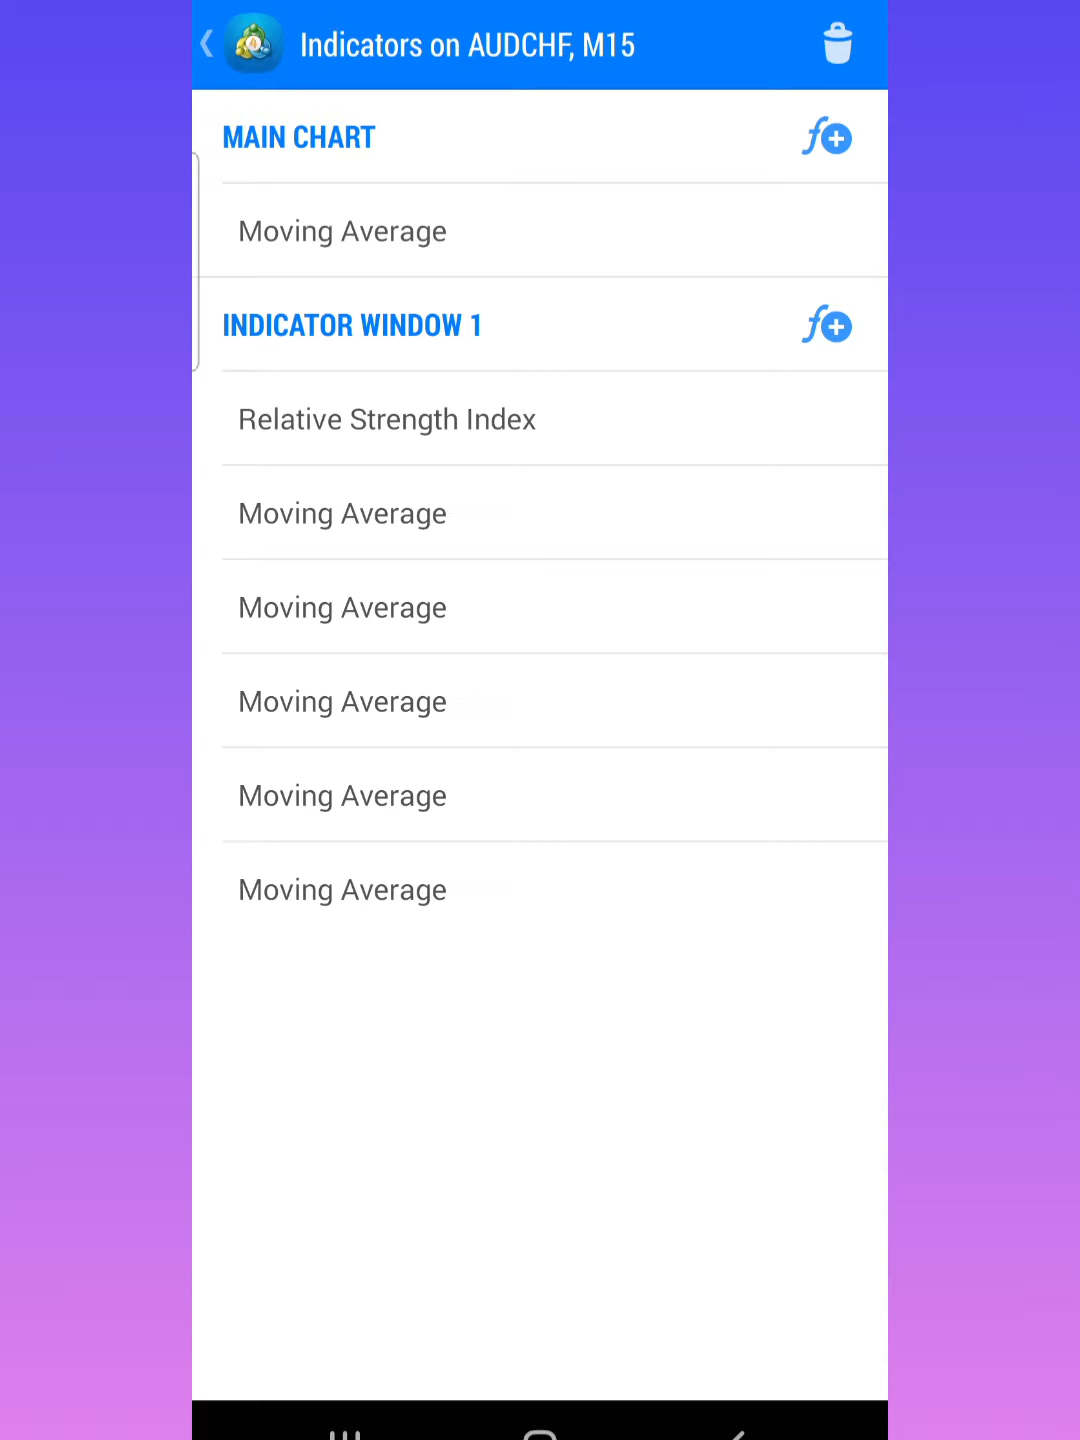 Indicators on AUDCHF, M15
MAIN CHART
Moving Average
INDICATOR WINDOW 1
Relative Strength Index
Moving Average
Moving Average
Moving Average
Moving Average
Moving Average